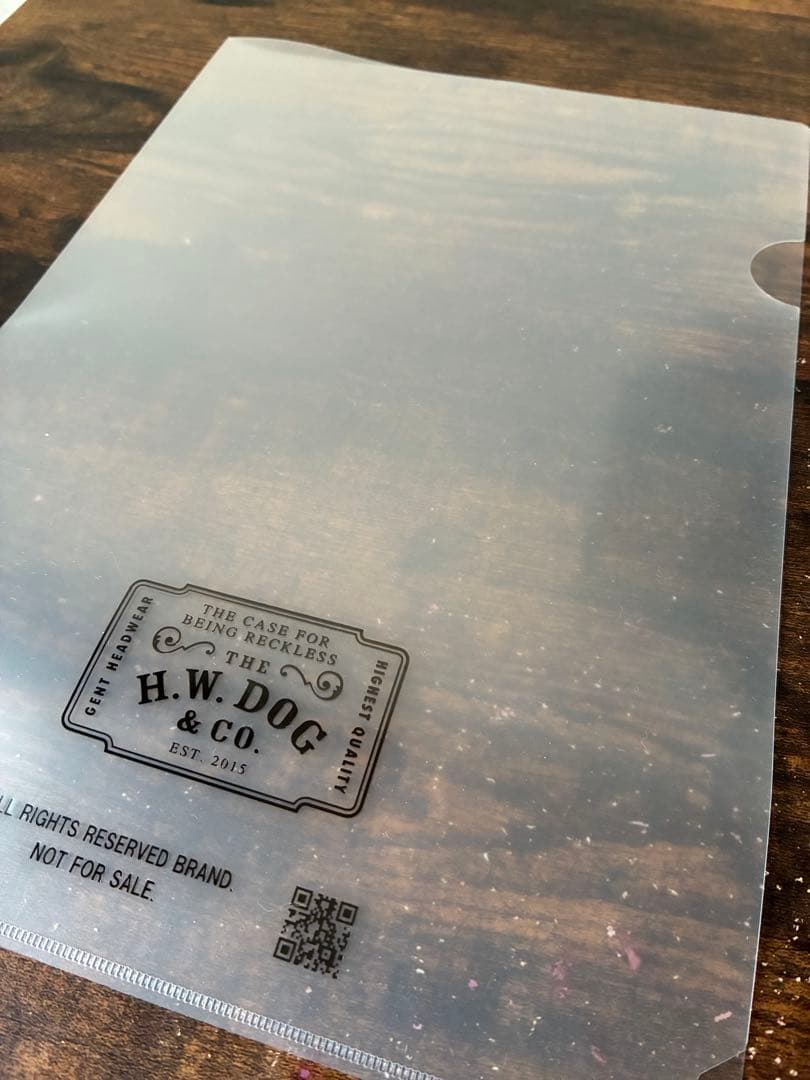 THE CASE FOR
BEING RECKLESS
THE
H.W. DOG
& CO.
EST. 2015
GENT HEADWEAR
HIGHEST QUALITY
LL RIGHTS RESERVED BRAND.
NOT FOR SALE.